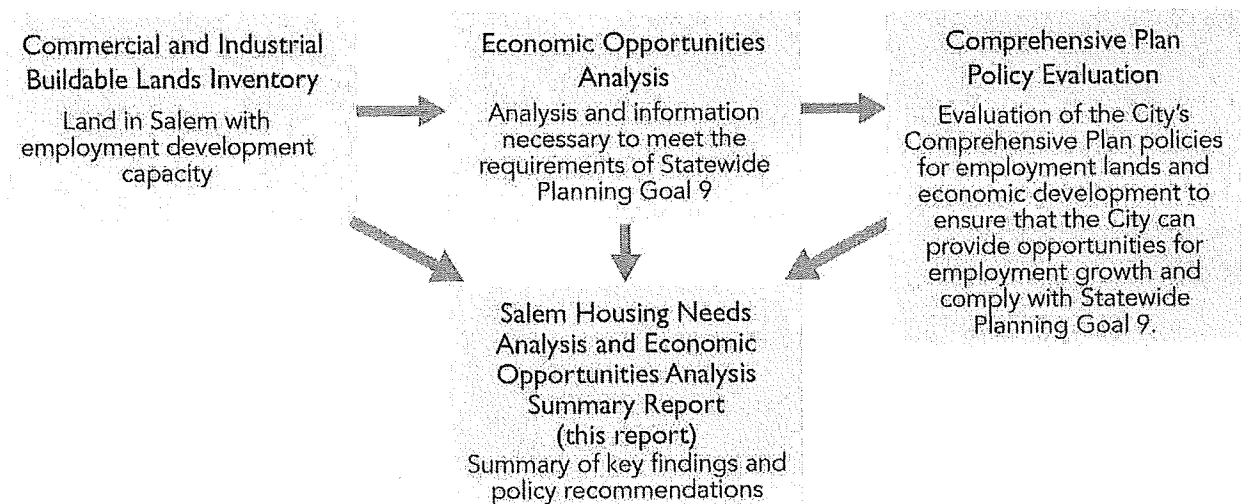 Commercial and Industrial
Buildable Lands Inventory
Land in Salem with
employment development
capacity
Economic Opportunities
Analysis
Analysis and information
necessary to meet the
requirements of Statewide
Planning Goal 9
Comprehensive Plan
Policy Evaluation
Evaluation of the City's
Comprehensive Plan policies
for employment lands and
economic development to
ensure that the City can
provide opportunities for
employment growth and
comply with Statewide
Planning Goal 9.
Salem Housing Needs
Analysis and Economic
Opportunities Analysis
Summary Report
(this report)
Summary of key findings and
policy recommendations